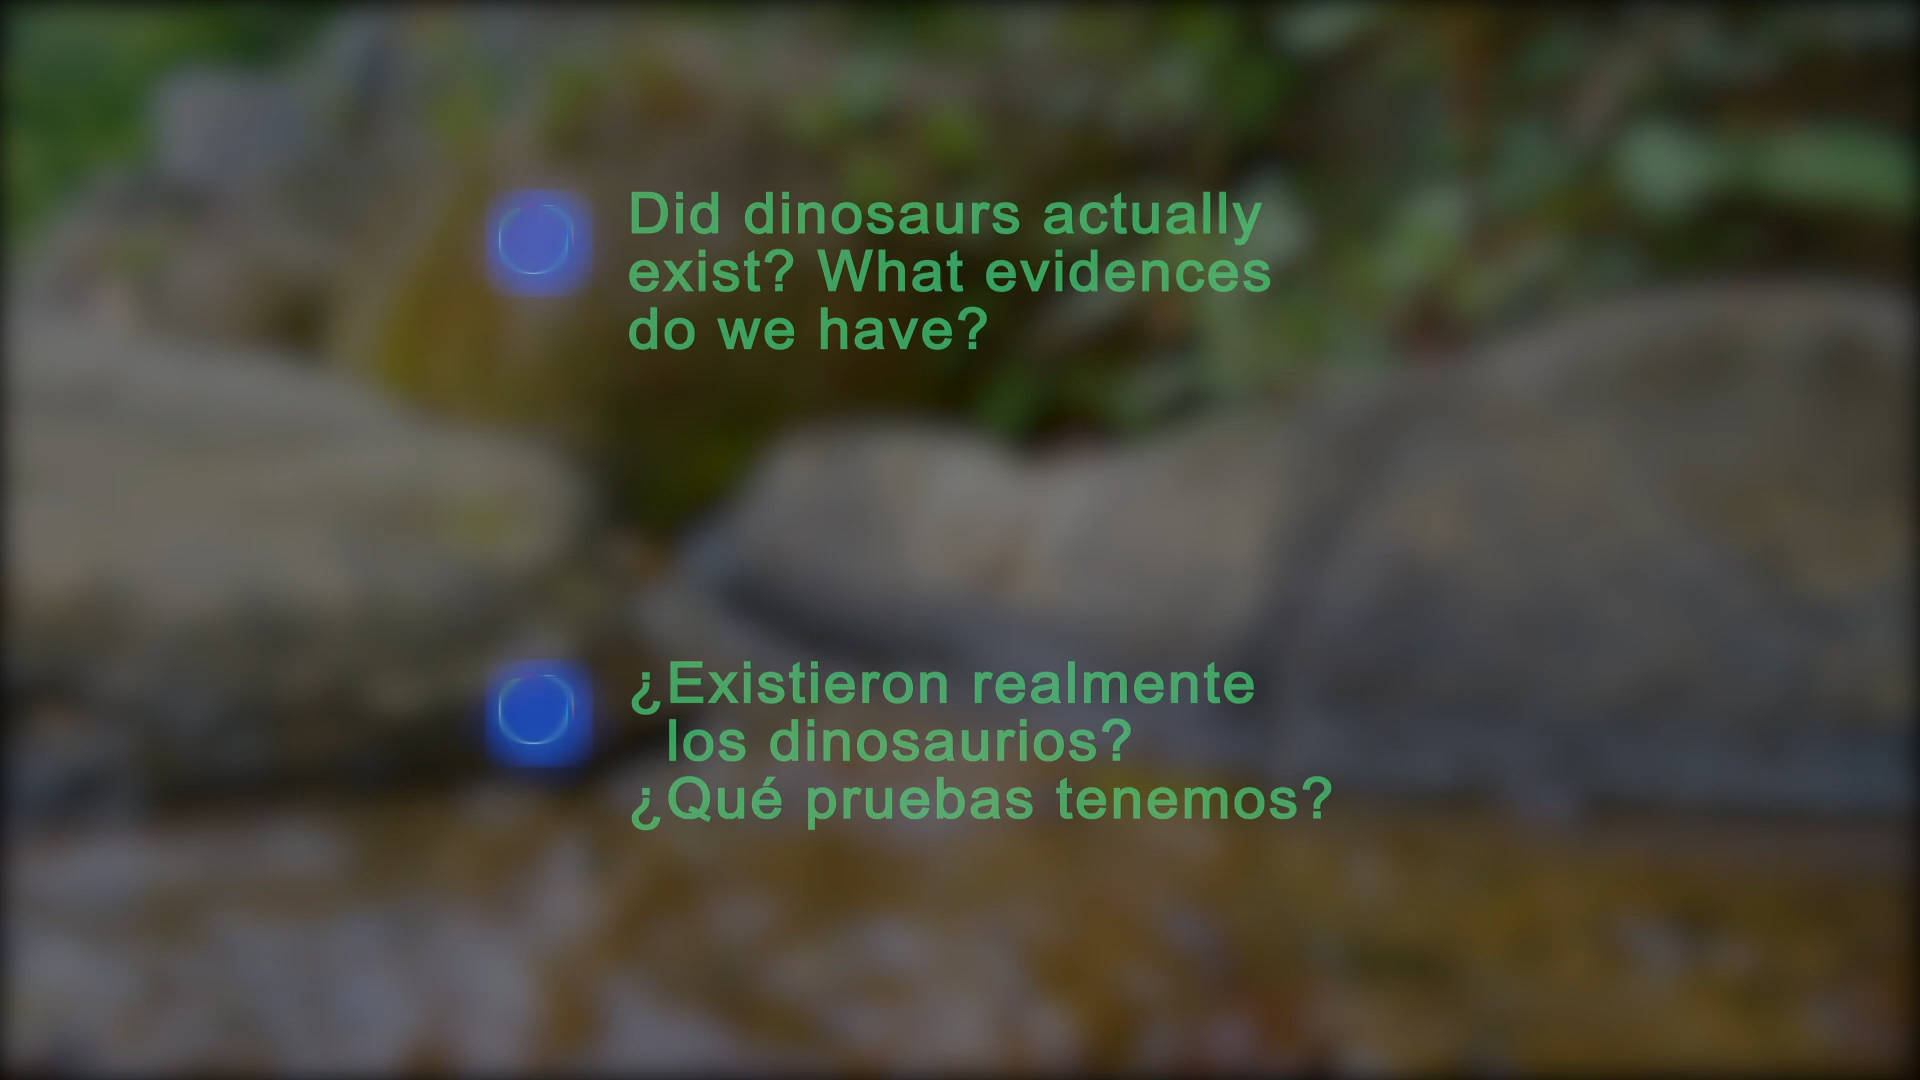 Did dinosaurs actually
exist? What evidences
do we have?
¿Existieron realmente
los dinosaurios?
¿Qué pruebas tenemos?